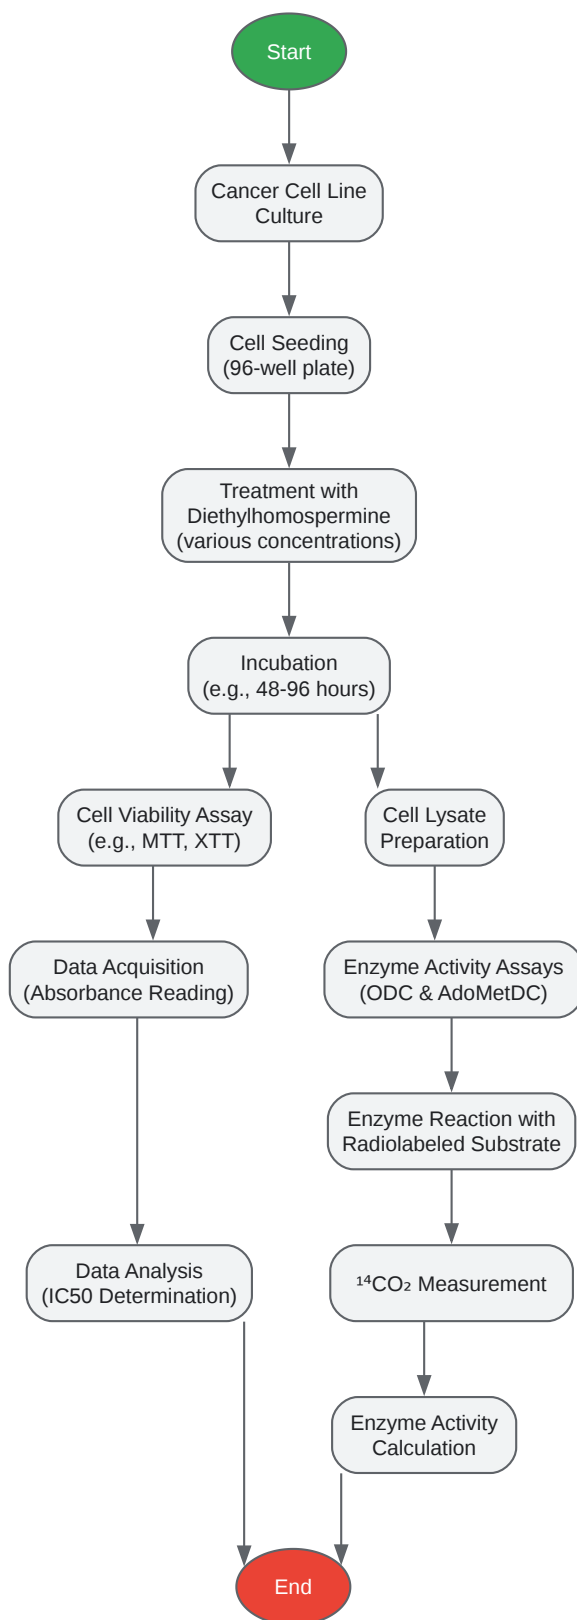 Start
Cancer Cell Line
Culture
Cell Seeding
(96-well plate)
Treatment with
Diethylhomospermine
(various concentrations)
Incubation
(e.g., 48-96 hours)
Cell Viability Assay
(e.g., MTT, XTT)
Cell Lysate
Preparation
Data Acquisition
(Absorbance Reading)
Enzyme Activity Assays
(ODC & AdoMetDC)
Enzyme Reaction with
Radiolabeled Substrate
Data Analysis
(IC50 Determination)
¹⁴CO₂ Measurement
Enzyme Activity
Calculation
End